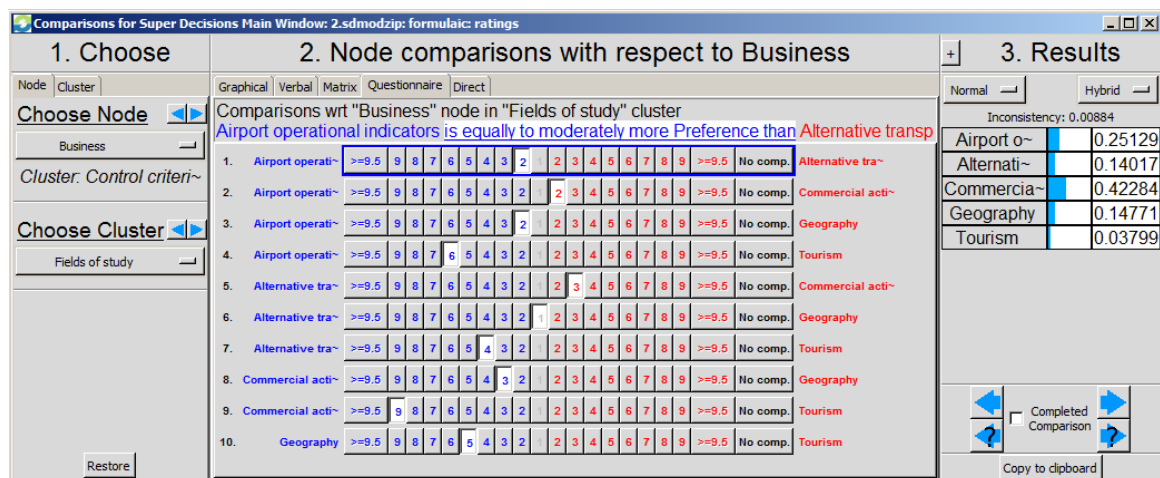 Comparisons for Super Decisions Main Window: 2.sdmodzip: formulaic: ratings
1. Choose
Node Cluster
Choose Node
Business
Cluster: Control criteri~
Choose Cluster
Fields of study
Restore
2. Node comparisons with respect to Business
Graphical Verbal Matrix Questionnaire Direct
Comparisons wrt "Business" node in "Fields of study" cluster
Airport operational indicators is equally to moderately more Preference than Alternative transp
1. Airport operati~ >=9.5 9 8 7 6 5 4 3 2 1 2 3 4 5 6 7 8 9 >=9.5 No comp. Alternative tra~
2. Airport operati~ >=9.5 9 8 7 6 5 4 3 2 1 2 3 4 5 6 7 8 9 >=9.5 No comp. Commercial acti~
3. Airport operati~ >=9.5 9 8 7 6 5 4 3 2 1 2 3 4 5 6 7 8 9 >=9.5 No comp. Geography
4. Airport operati~ >=9.5 9 8 7 6 5 4 3 2 1 2 3 4 5 6 7 8 9 >=9.5 No comp. Tourism
5. Alternative tra~ >=9.5 9 8 7 6 5 4 3 2 1 2 3 4 5 6 7 8 9 >=9.5 No comp. Commercial acti~
6. Alternative tra~ >=9.5 9 8 7 6 5 4 3 2 1 2 3 4 5 6 7 8 9 >=9.5 No comp. Geography
7. Alternative tra~ >=9.5 9 8 7 6 5 4 3 2 1 2 3 4 5 6 7 8 9 >=9.5 No comp. Tourism
8. Commercial acti~ >=9.5 9 8 7 6 5 4 3 2 1 2 3 4 5 6 7 8 9 >=9.5 No comp. Geography
9. Commercial acti~ >=9.5 9 8 7 6 5 4 3 2 1 2 3 4 5 6 7 8 9 >=9.5 No comp. Tourism
10. Geography >=9.5 9 8 7 6 5 4 3 2 1 2 3 4 5 6 7 8 9 >=9.5 No comp. Tourism
+ 3. Results
Normal Hybrid
Inconsistency: 0.00884
Airport o~ 0.25129
Alternati~ 0.14017
Commercia~ 0.42284
Geography 0.14771
Tourism 0.03799
Completed
Comparison
? ?
Copy to clipboard